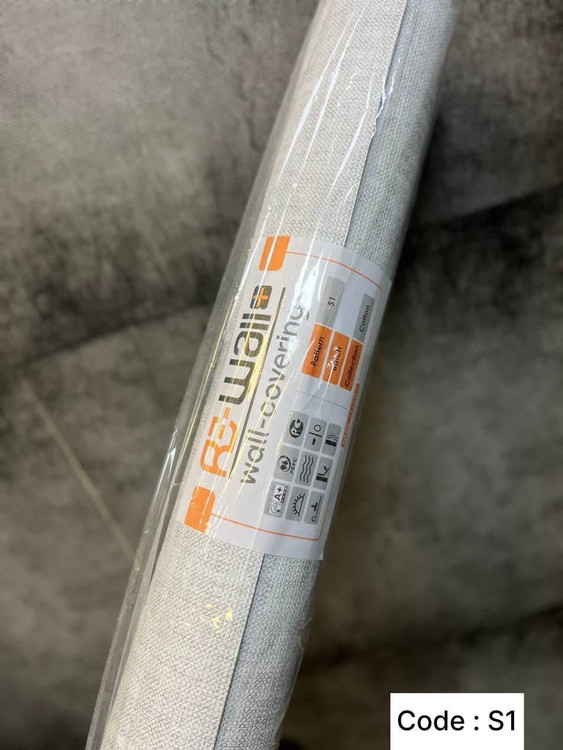 RE-wall+
wall-covering
Pattern
S1
Collection
Cotton
A+
Code : S1